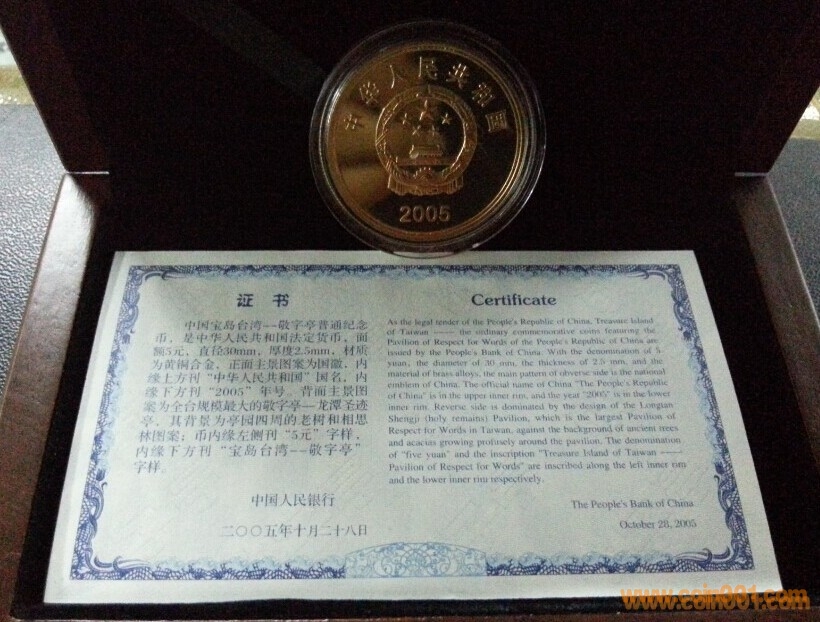 中华人民共和国
2005
证书
中国宝岛台湾--敬字亭普通纪念
币，是中华人民共和国法定货币，面
额5元，直径30mm，厚度2.5mm，材质
为黄铜合金，正面主景图案为国徽，内
缘上方刊“中华人民共和国”国名，内
缘下方刊“2005”年号。背面主景图
案为全台规模最大的敬字亭—龙潭圣迹
亭，其背景为亭园四周的老树和相思
林图案；币内缘左侧刊“5元”字样，
内缘下方刊“宝岛台湾--敬字亭”
字样。
中国人民银行
二〇〇五年十月二十八日
Certificate
As the legal tender of the People's Republic of China, Treasure Island
of Taiwan —— the ordinary commemorative coins featuring the
Pavilion of Respect for Words of the People's Republic of China are
issued by the People's Bank of China. With the denomination of 5
yuan, the diameter of 30 mm, the thickness of 2.5 mm, and the
material of brass alloys, the main pattern of obverse side is the national
emblem of China. The official name of China "The People's Republic
of China" is in the upper inner rim, and the year "2005" is in the lower
inner rim. Reverse side is dominated by the design of the Longtan
Shengji (holy remains) Pavilion, which is the largest Pavilion of
Respect for Words in Taiwan, against the background of ancient trees
and acacias growing profusely around the pavilion. The denomination
of "five yuan" and the inscription "Treasure Island of Taiwan ——
Pavilion of Respect for Words" are inscribed along the left inner rim
and the lower inner rim respectively.
The People's Bank of China
October 28, 2005
www.coin001.com